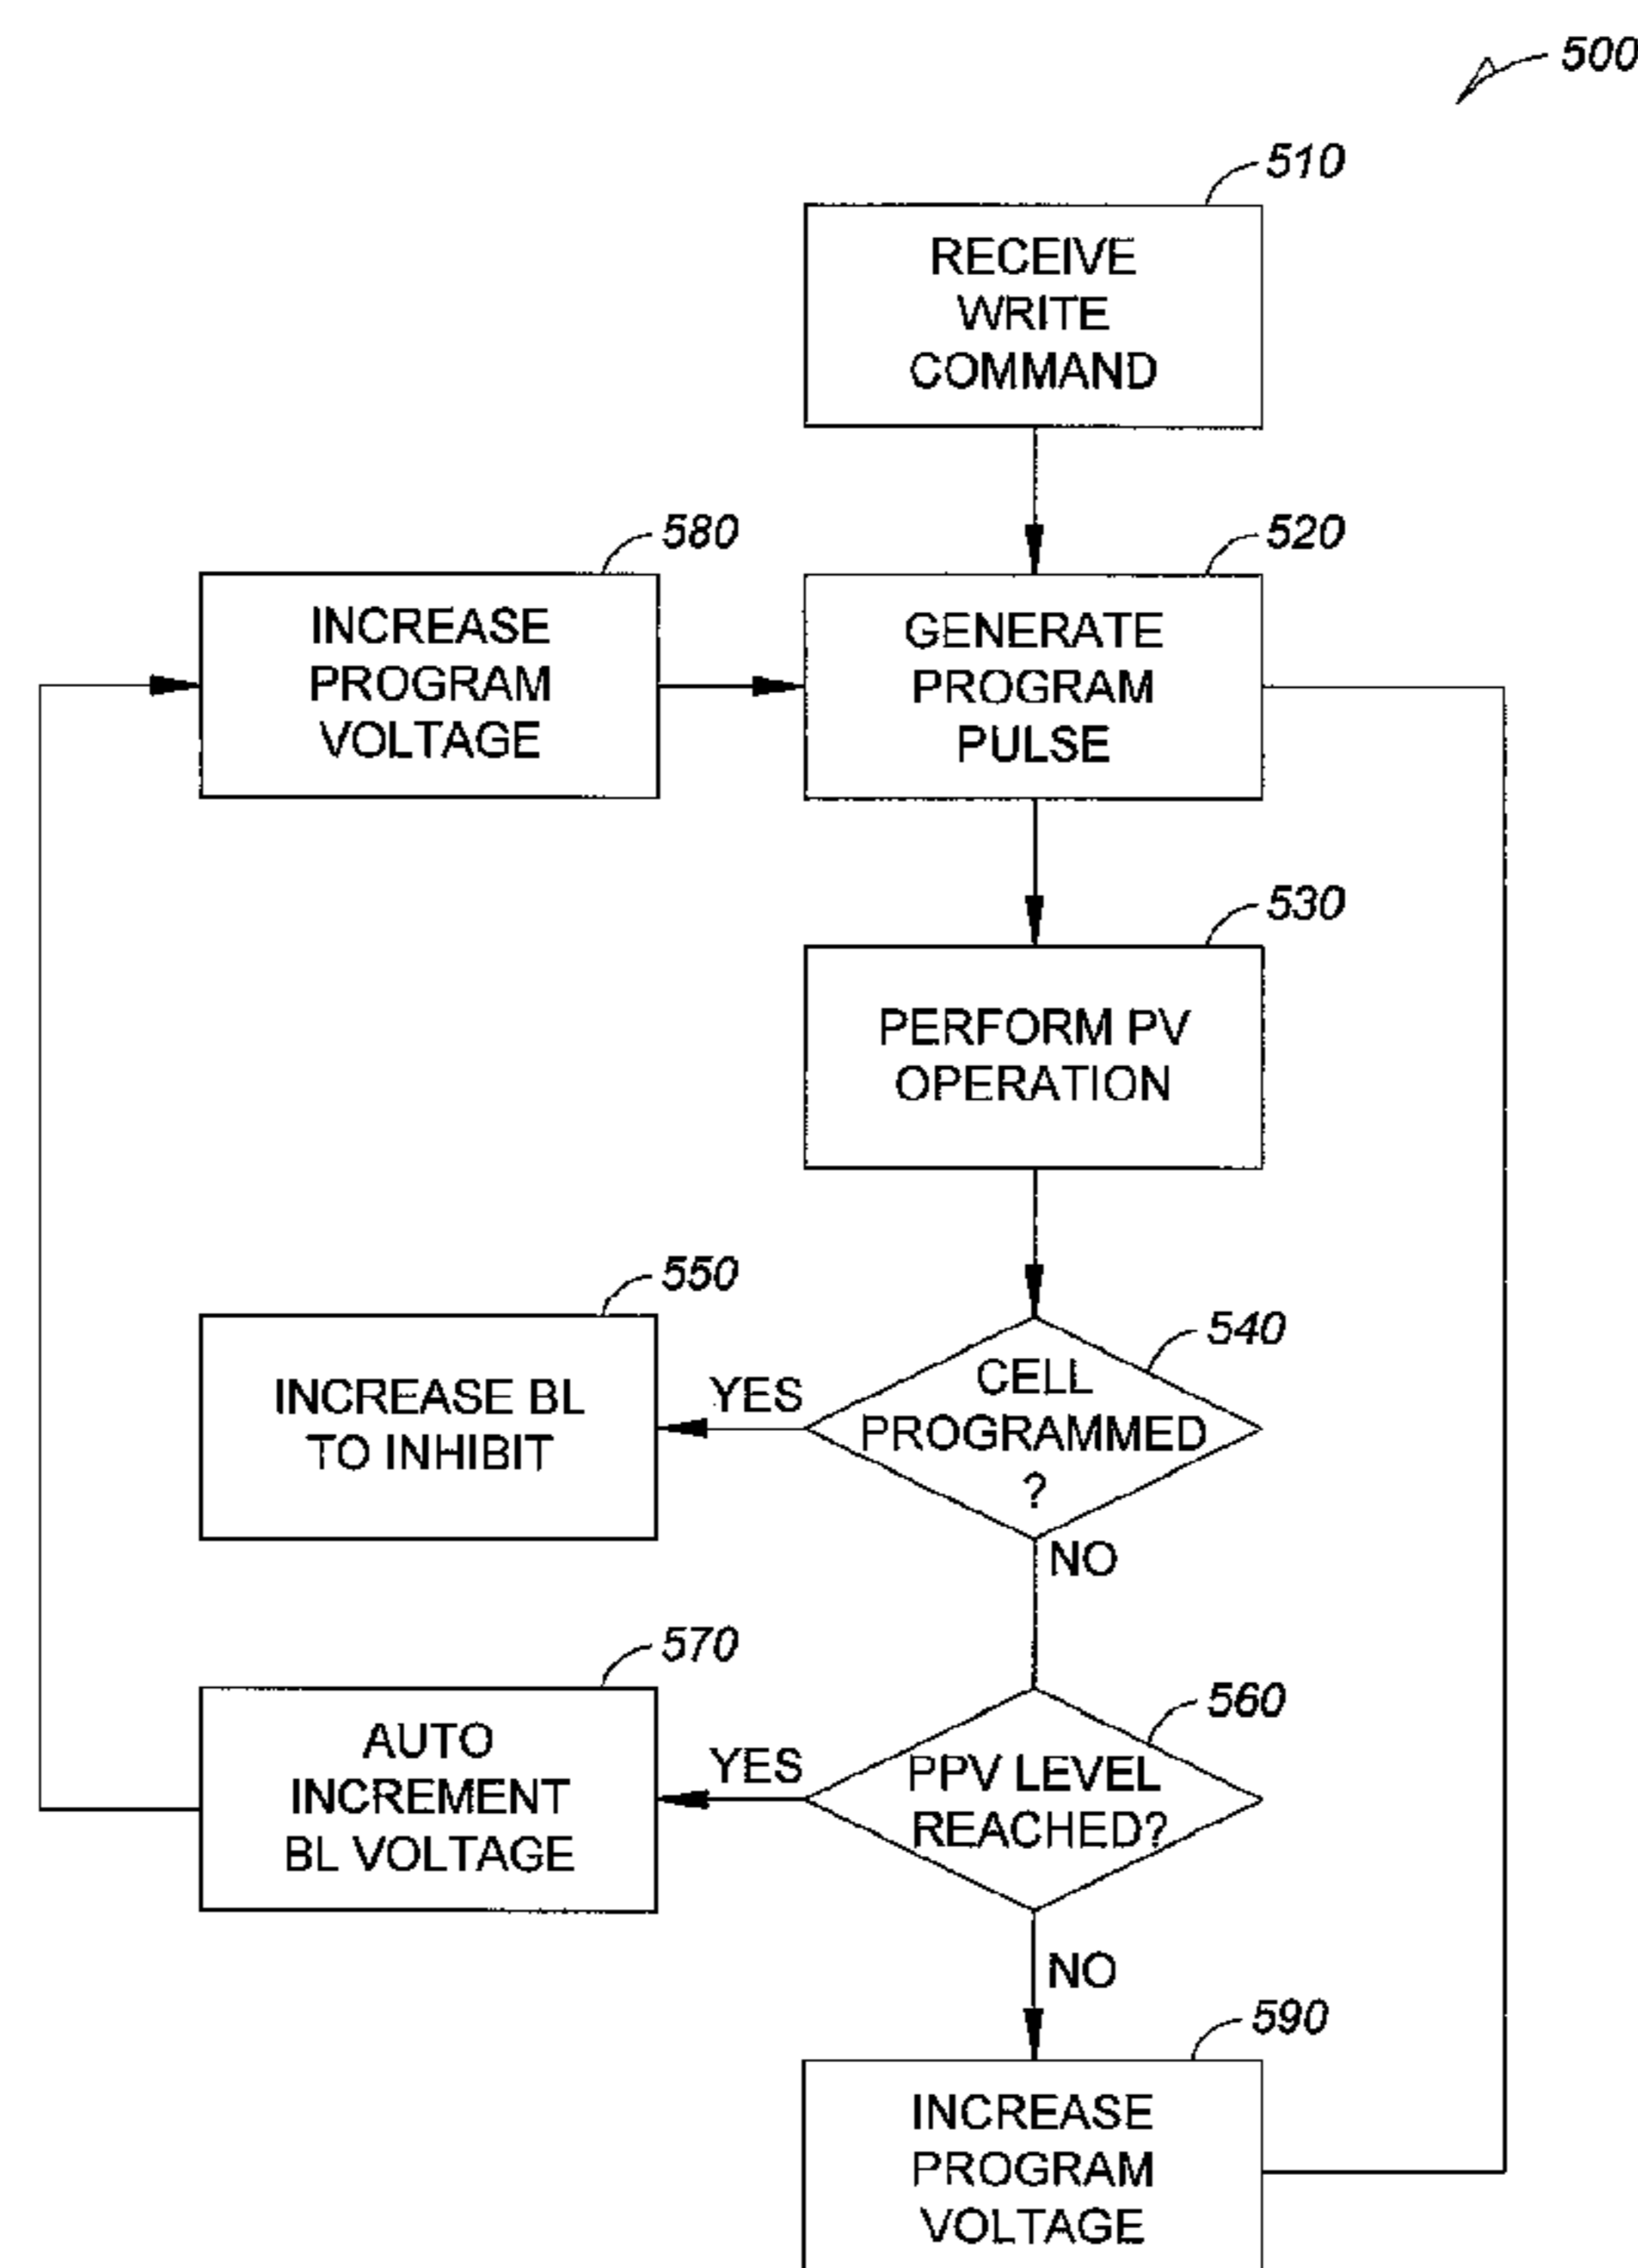 500
510
RECEIVE
WRITE
COMMAND
580
INCREASE
PROGRAM
VOLTAGE
520
GENERATE
PROGRAM
PULSE
530
PERFORM PV
OPERATION
550
INCREASE BL
TO INHIBIT
YES
540
CELL
PROGRAMMED
?
NO
570
AUTO
INCREMENT
BL VOLTAGE
YES
560
PPV LEVEL
REACHED?
NO
590
INCREASE
PROGRAM
VOLTAGE